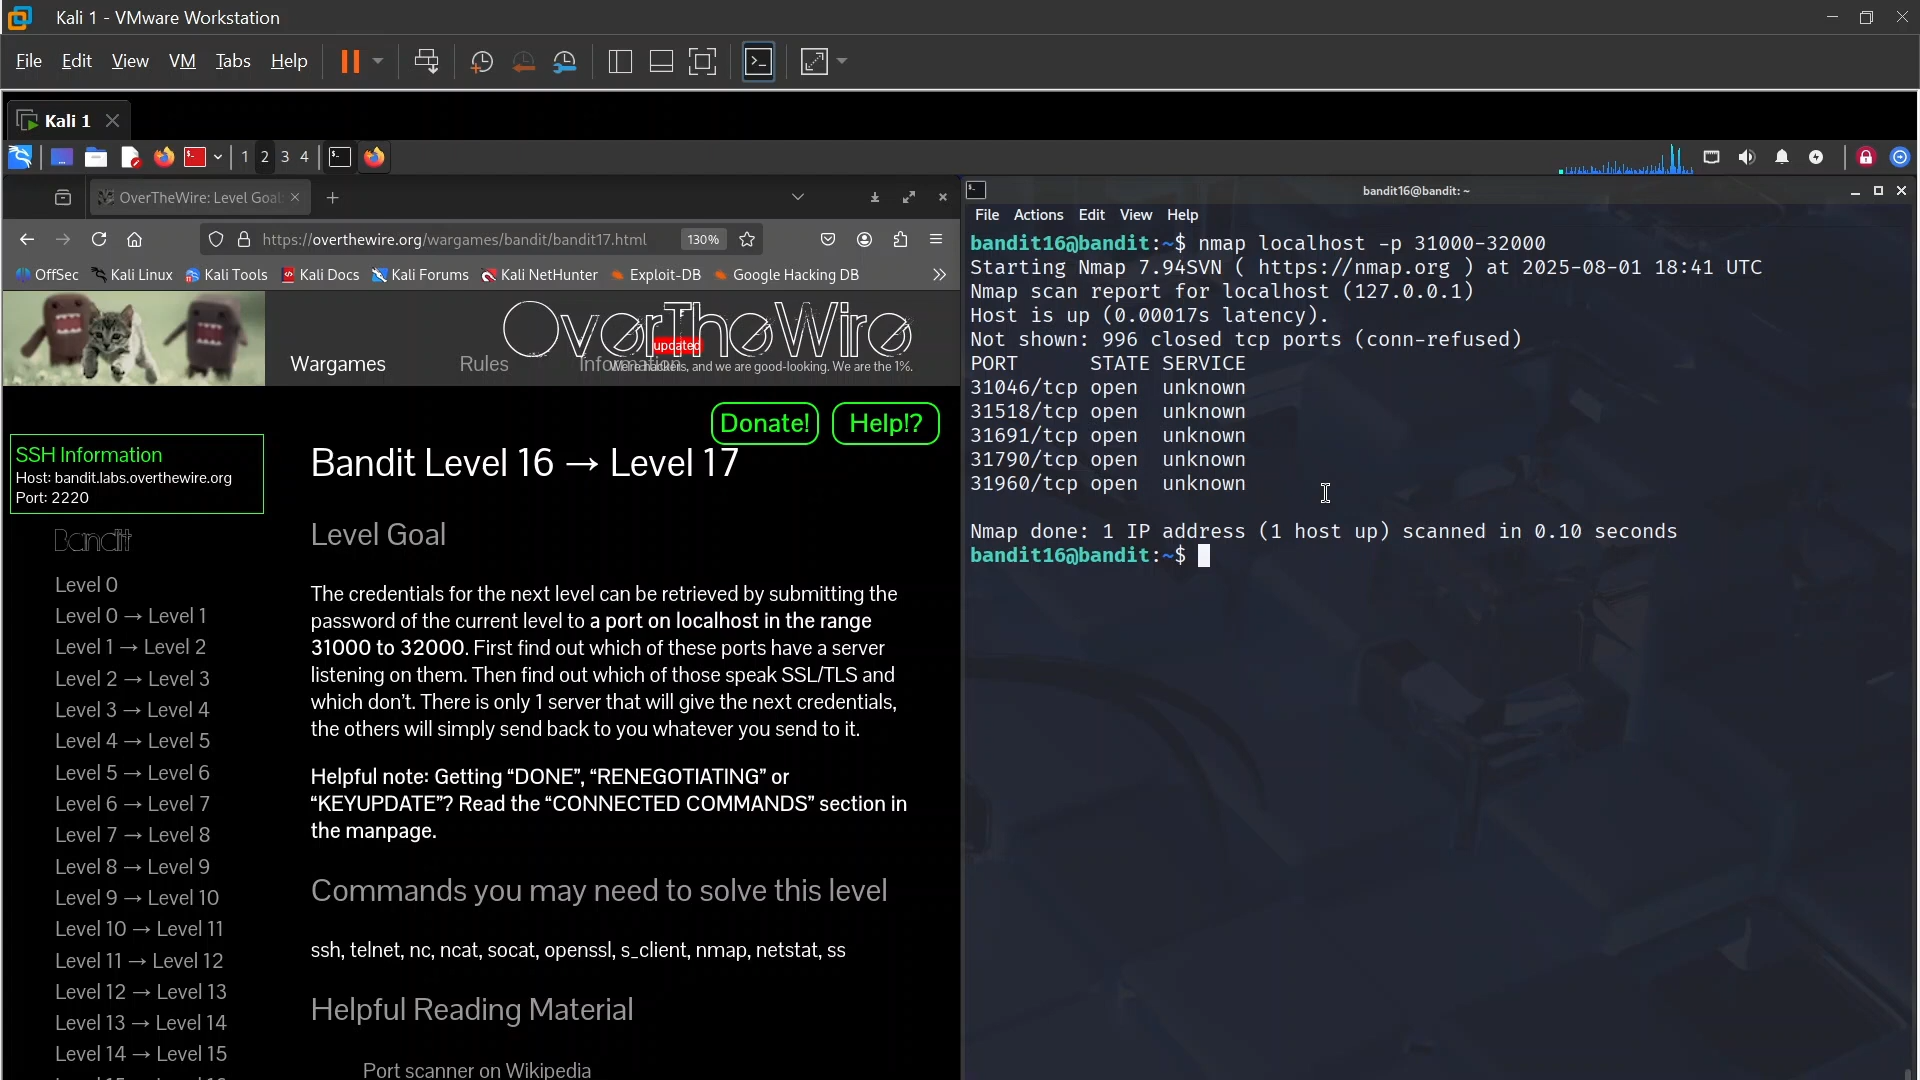 Kali 1 - VMware Workstation
File Edit View VM Tabs Help
Kali 1
1 2 3 4
OverTheWire: Level Goal
bandit16@bandit: ~
https://overthewire.org/wargames/bandit/bandit17.html 130%
OffSec Kali Linux Kali Tools Kali Docs Kali Forums Kali NetHunter Exploit-DB Google Hacking DB
OverTheWire
updated
Wargames Rules Information
We're hackers, and we are good-looking. We are the 1%.
Donate! Help!?
SSH Information
Host: bandit.labs.overthewire.org
Port: 2220
Bandit
Level 0
Level 0 → Level 1
Level 1 → Level 2
Level 2 → Level 3
Level 3 → Level 4
Level 4 → Level 5
Level 5 → Level 6
Level 6 → Level 7
Level 7 → Level 8
Level 8 → Level 9
Level 9 → Level 10
Level 10 → Level 11
Level 11 → Level 12
Level 12 → Level 13
Level 13 → Level 14
Level 14 → Level 15
Bandit Level 16 → Level 17
Level Goal
The credentials for the next level can be retrieved by submitting the
password of the current level to a port on localhost in the range
31000 to 32000. First find out which of these ports have a server
listening on them. Then find out which of those speak SSL/TLS and
which don't. There is only 1 server that will give the next credentials,
the others will simply send back to you whatever you send to it.
Helpful note: Getting “DONE”, “RENEGOTIATING” or
“KEYUPDATE”? Read the “CONNECTED COMMANDS” section in
the manpage.
Commands you may need to solve this level
ssh, telnet, nc, ncat, socat, openssl, s_client, nmap, netstat, ss
Helpful Reading Material
Port scanner on Wikipedia
File Actions Edit View Help
bandit16@bandit:~$ nmap localhost -p 31000-32000
Starting Nmap 7.94SVN ( https://nmap.org ) at 2025-08-01 18:41 UTC
Nmap scan report for localhost (127.0.0.1)
Host is up (0.00017s latency).
Not shown: 996 closed tcp ports (conn-refused)
PORT STATE SERVICE
31046/tcp open unknown
31518/tcp open unknown
31691/tcp open unknown
31790/tcp open unknown
31960/tcp open unknown
Nmap done: 1 IP address (1 host up) scanned in 0.10 seconds
bandit16@bandit:~$